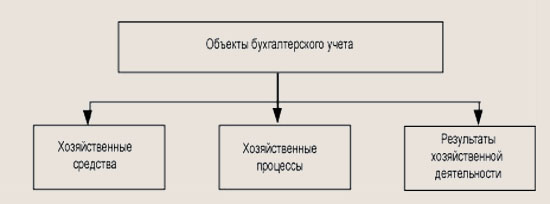 Объекты бухгалтерского учета
Хозяйственные
средства
Хозяйственные
процессы
Результаты
хозяйственной
деятельности